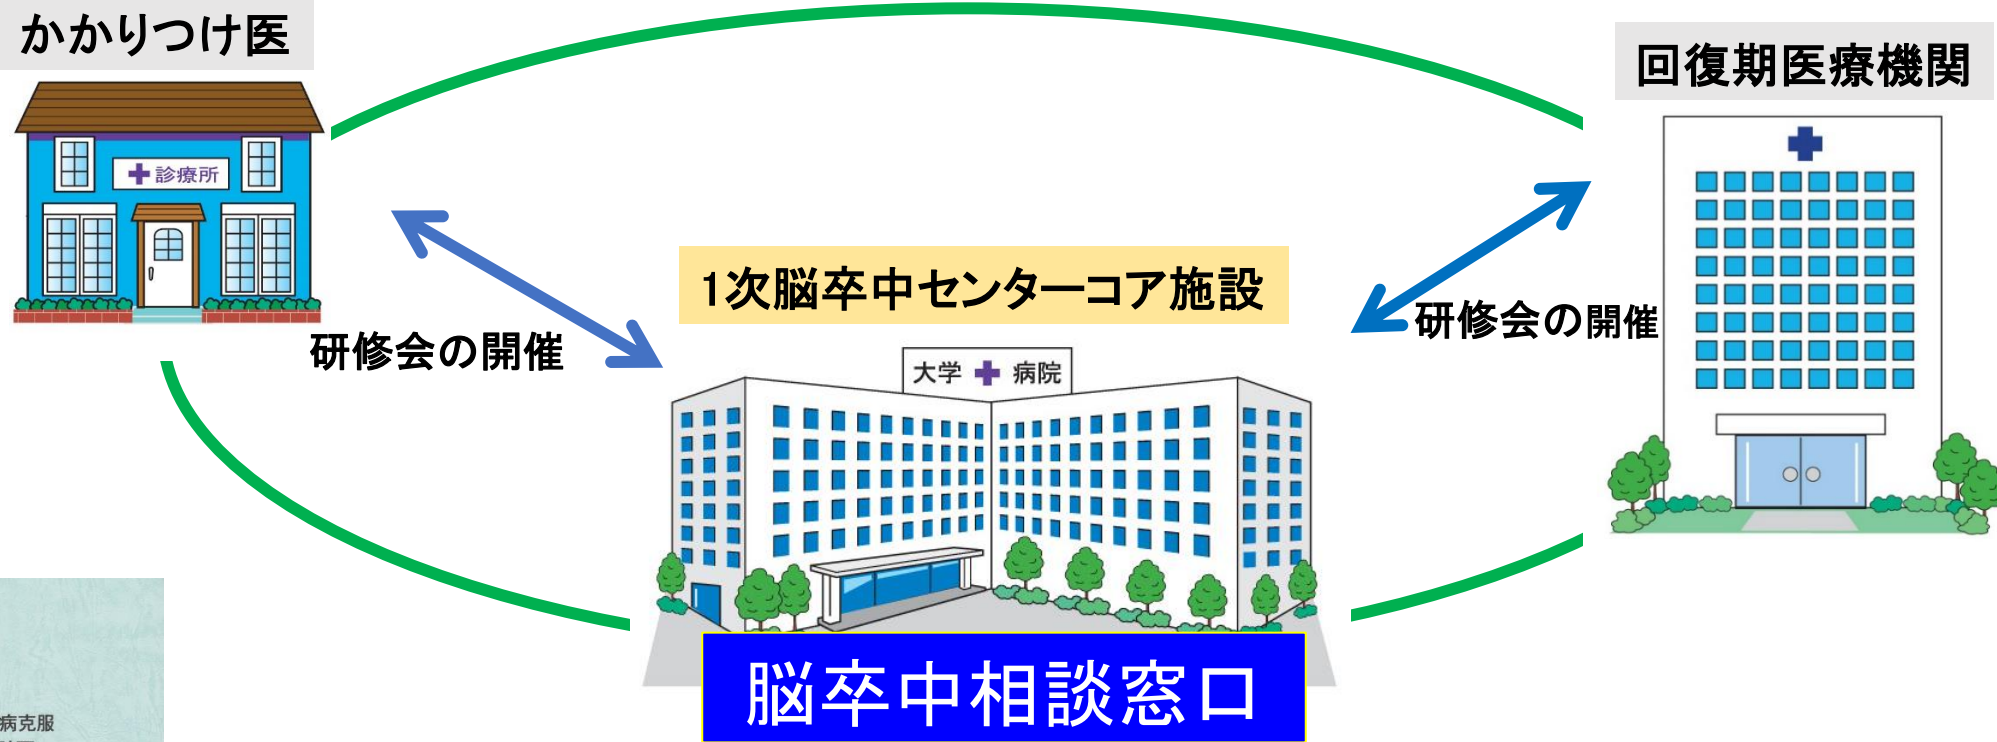 かかりつけ医
回復期医療機関
診療所
1次脳卒中センターコア施設
研修会の開催
研修会の開催
大学 病院
脳卒中相談窓口
病克服